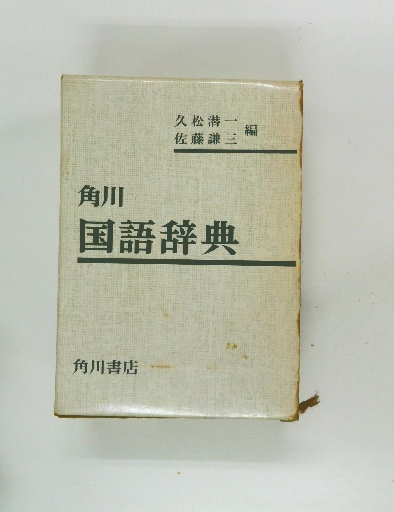 久松潜一
佐藤謙三
編
角川
国語辞典
角川書店